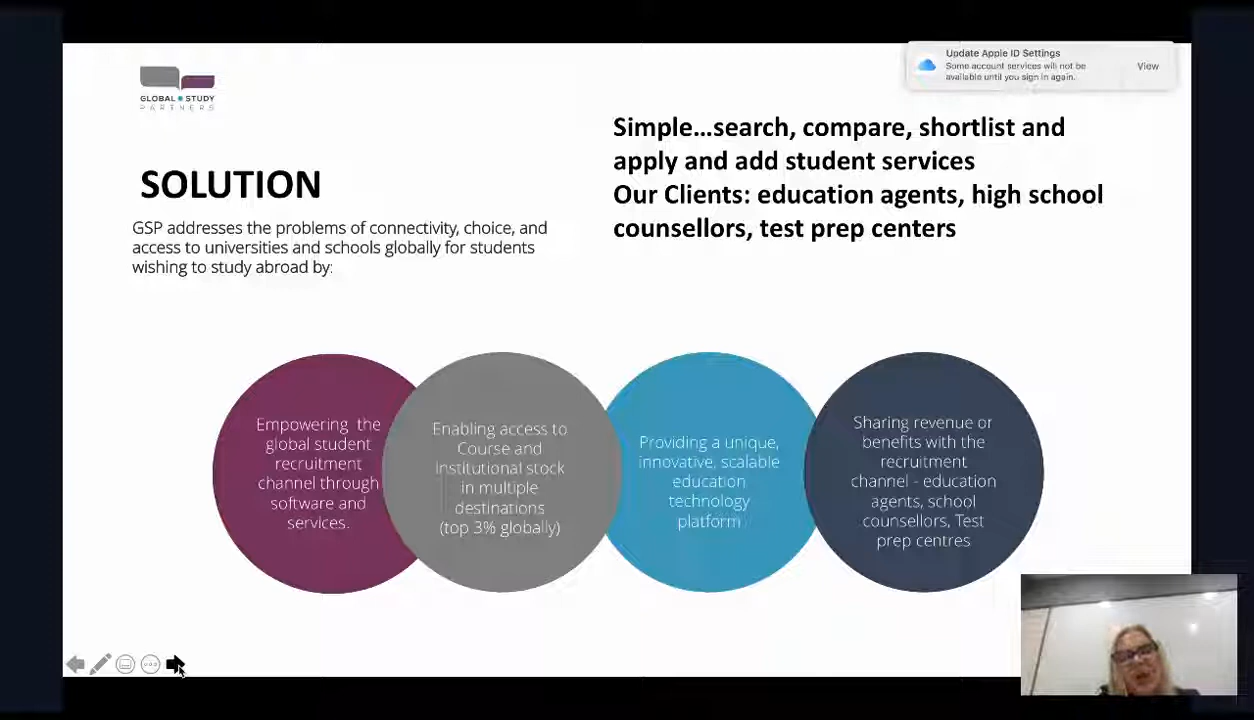 GLOBAL STUDY
PARTNERS
Update Apple ID Settings
Some account services will not be
available until you sign in again.
View
Simple...search, compare, shortlist and
apply and add student services
Our Clients: education agents, high school
counsellors, test prep centers
SOLUTION
GSP addresses the problems of connectivity, choice, and
access to universities and schools globally for students
wishing to study abroad by:
Empowering the
global student
recruitment
channel through
software and
services.
Enabling access to
Course and
Institutional stock
in multiple
destinations
(top 3% globally)
Providing a unique,
innovative, scalable
education
technology
platform
Sharing revenue or
benefits with the
recruitment
channel - education
agents, school
counsellors, Test
prep centres